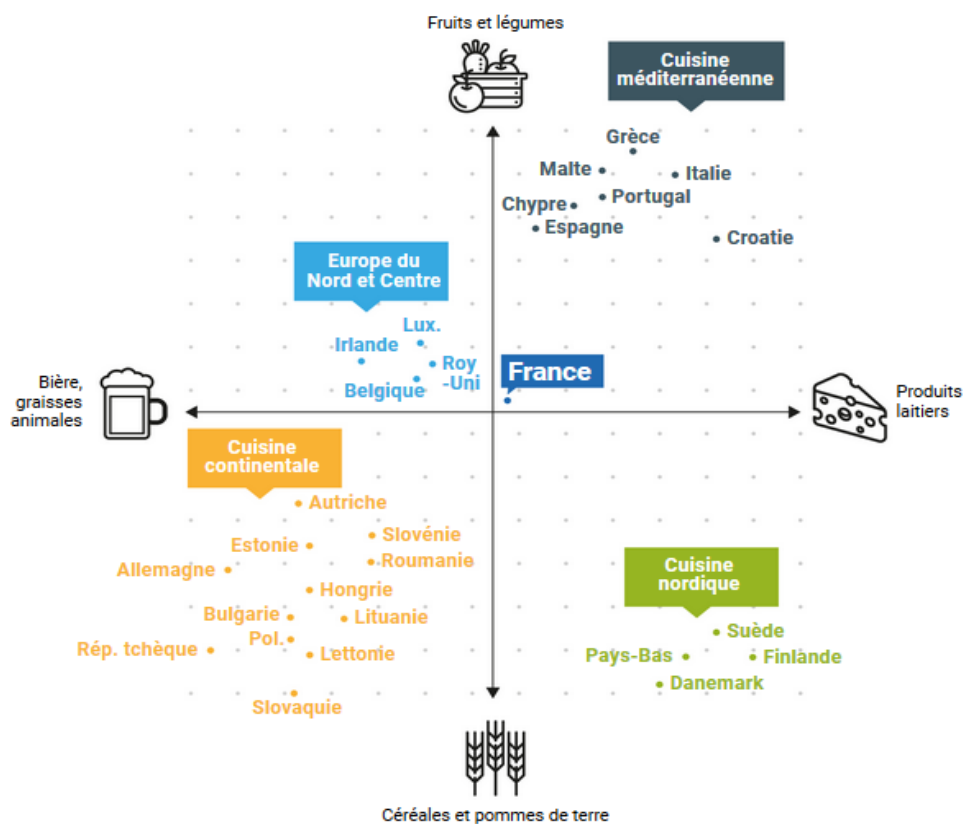 Fruits et légumes
Cuisine
méditerranéenne
Grèce
Malte
Italie
Portugal
Chypre
Espagne
Croatie
Europe du
Nord et Centre
Lux.
Irlande
Roy
-Uni
Belgique
France
Bière,
graisses
animales
Produits
laitiers
Cuisine
continentale
Autriche
Slovénie
Estonie
Roumanie
Allemagne
Hongrie
Bulgarie
Lituanie
Pol.
Rép. tchèque
Lettonie
Slovaquie
Cuisine
nordique
Suède
Pays-Bas
Finlande
Danemark
Céréales et pommes de terre